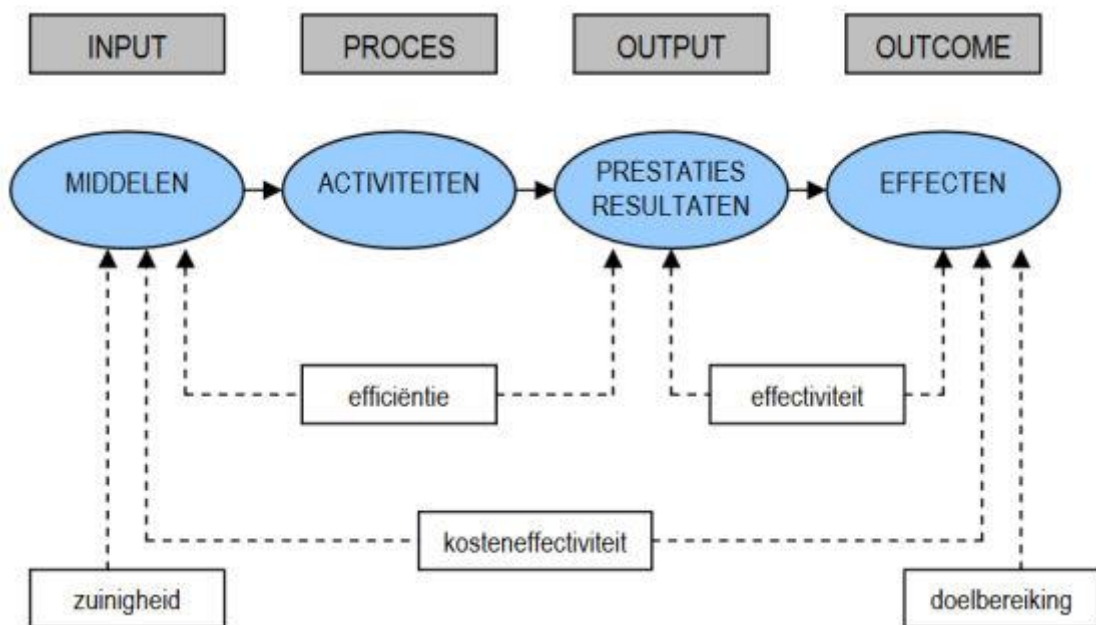 INPUT
PROCES
OUTPUT
OUTCOME
MIDDELEN
ACTIVITEITEN
PRESTATIES
RESULTATEN
EFFECTEN
efficiëntie
effectiviteit
kosteneffectiviteit
zuinigheid
doelbereiking